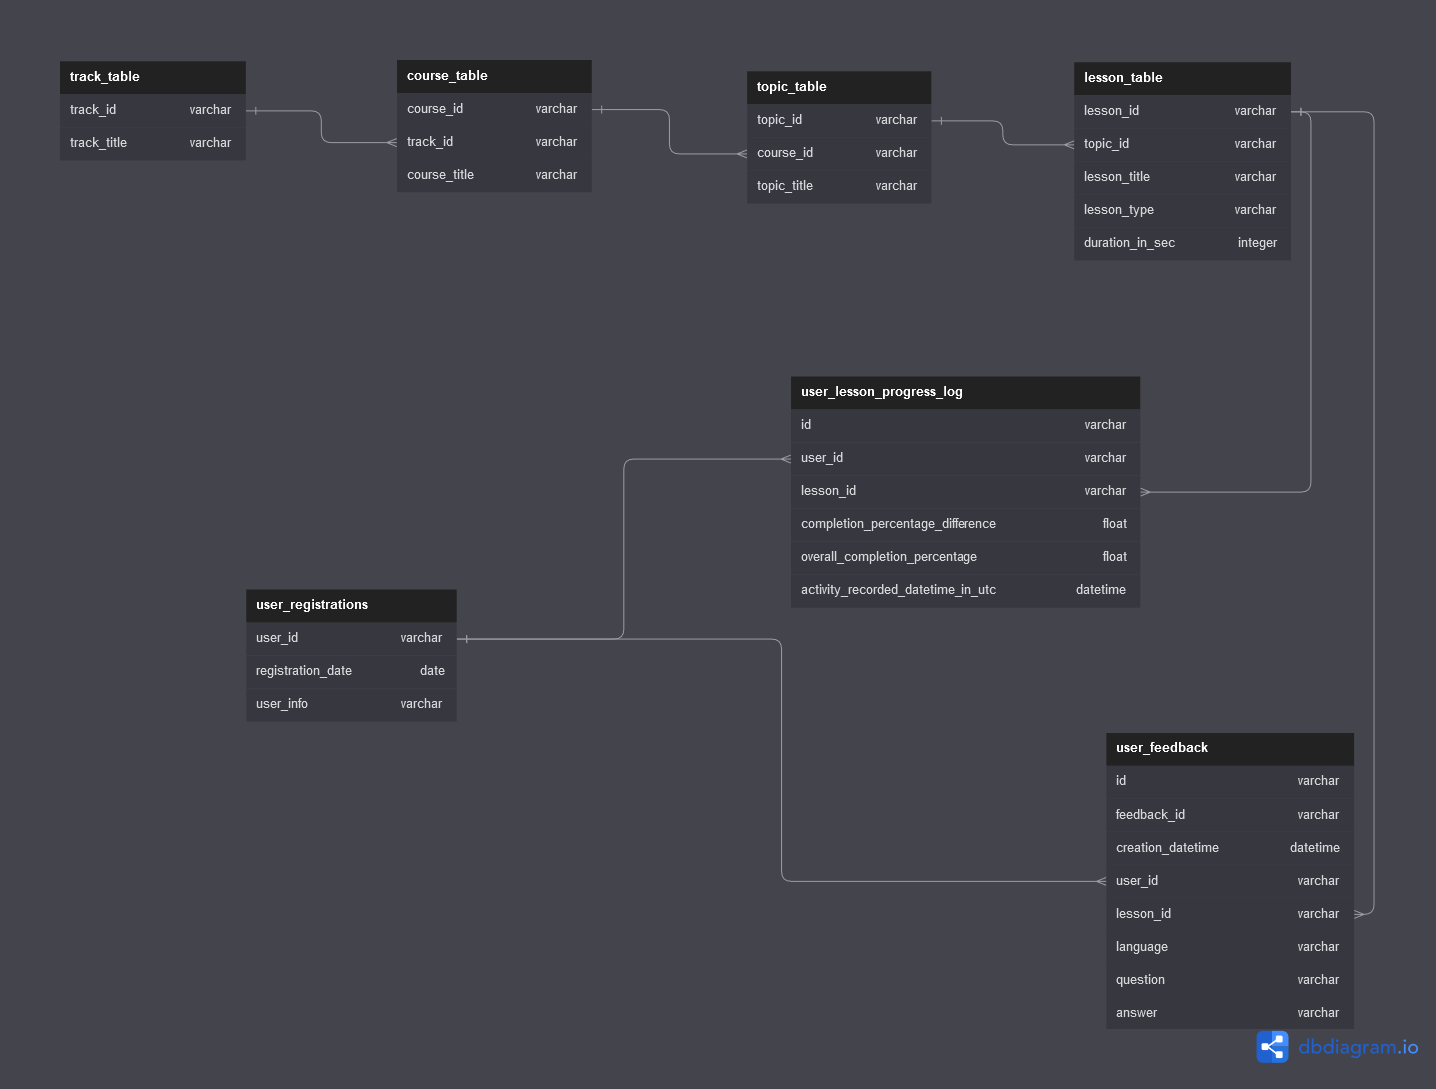 track_table
track_id varchar
track_title varchar
course_table
course_id varchar
track_id varchar
course_title varchar
topic_table
topic_id varchar
course_id varchar
topic_title varchar
lesson_table
lesson_id varchar
topic_id varchar
lesson_title varchar
lesson_type varchar
duration_in_sec integer
user_lesson_progress_log
id varchar
user_id varchar
lesson_id varchar
completion_percentage_difference float
overall_completion_percentage float
activity_recorded_datetime_in_utc datetime
user_registrations
user_id varchar
registration_date date
user_info varchar
user_feedback
id varchar
feedback_id varchar
creation_datetime datetime
user_id varchar
lesson_id varchar
language varchar
question varchar
answer varchar
dbdiagram.io